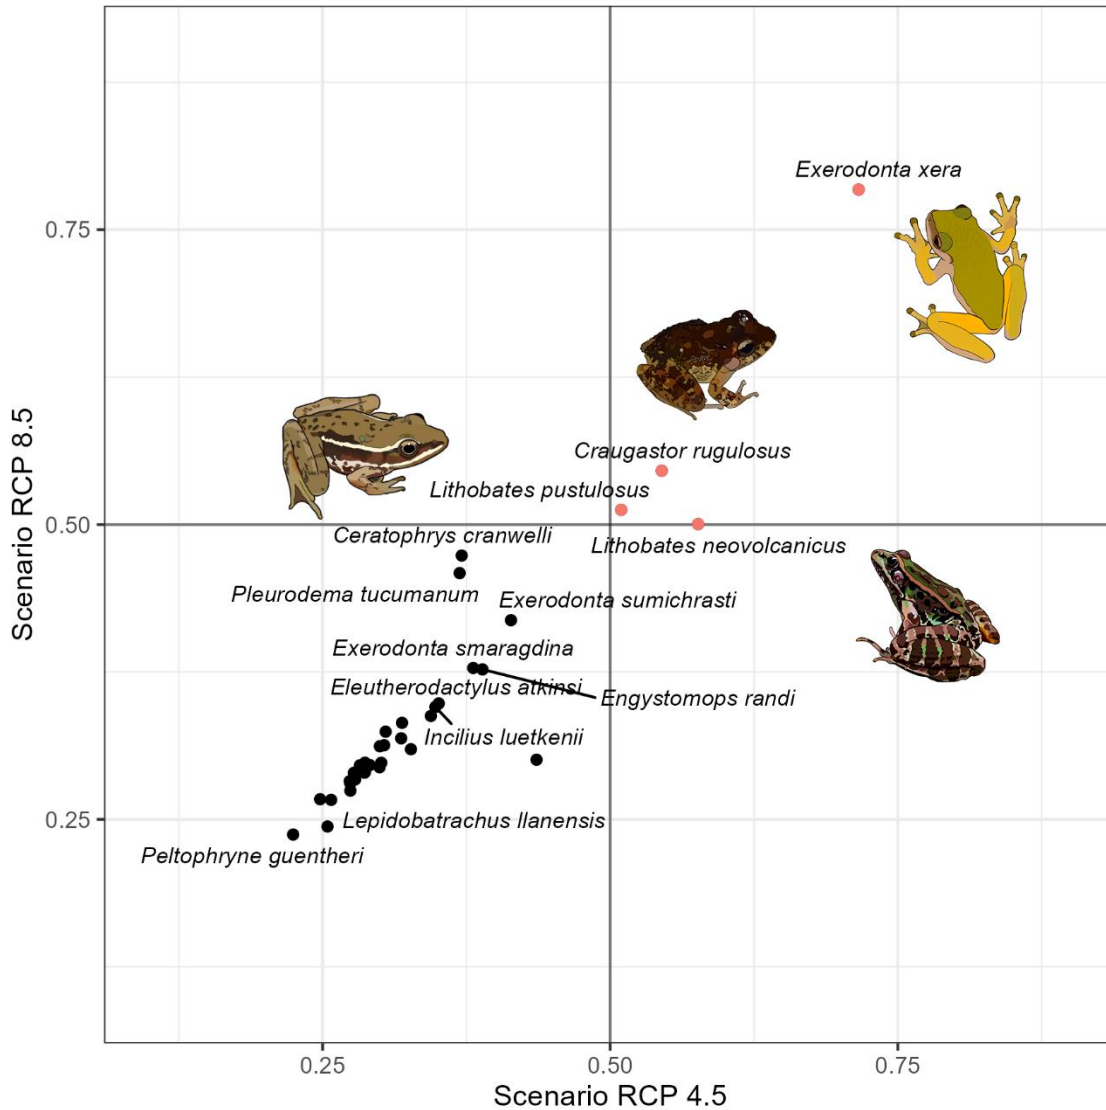 Exerodonta xera
0.75
Craugastor rugulosus
Lithobates pustulosus
0.50
Ceratophrys cranwelli
Lithobates neovolcanicus
Pleurodema tucumanum
Exerodonta sumichrasti
Exerodonta smaragdina
Eleutherodactylus atkinsi
Engystomops randi
Incilius luetkenii
0.25
Lepidobatrachus llanensis
Peltophryne guentheri
Scenario RCP 8.5
0.25
0.50
0.75
Scenario RCP 4.5